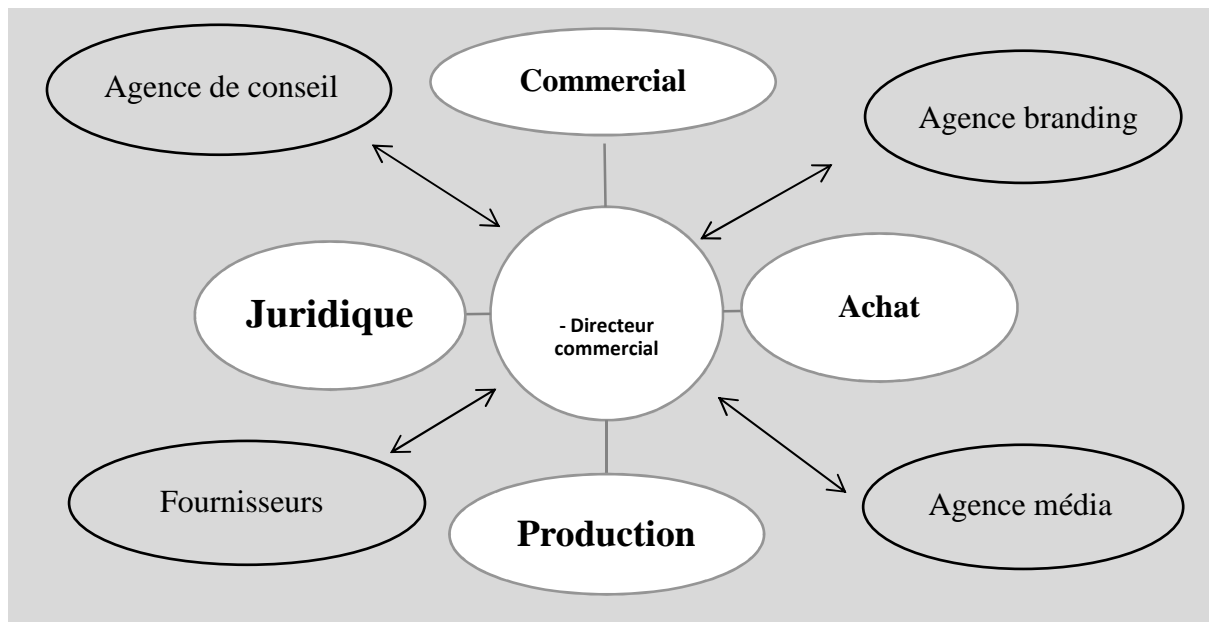 Agence de conseil
Commercial
Agence branding
Juridique
- Directeur
commercial
Achat
Fournisseurs
Production
Agence média